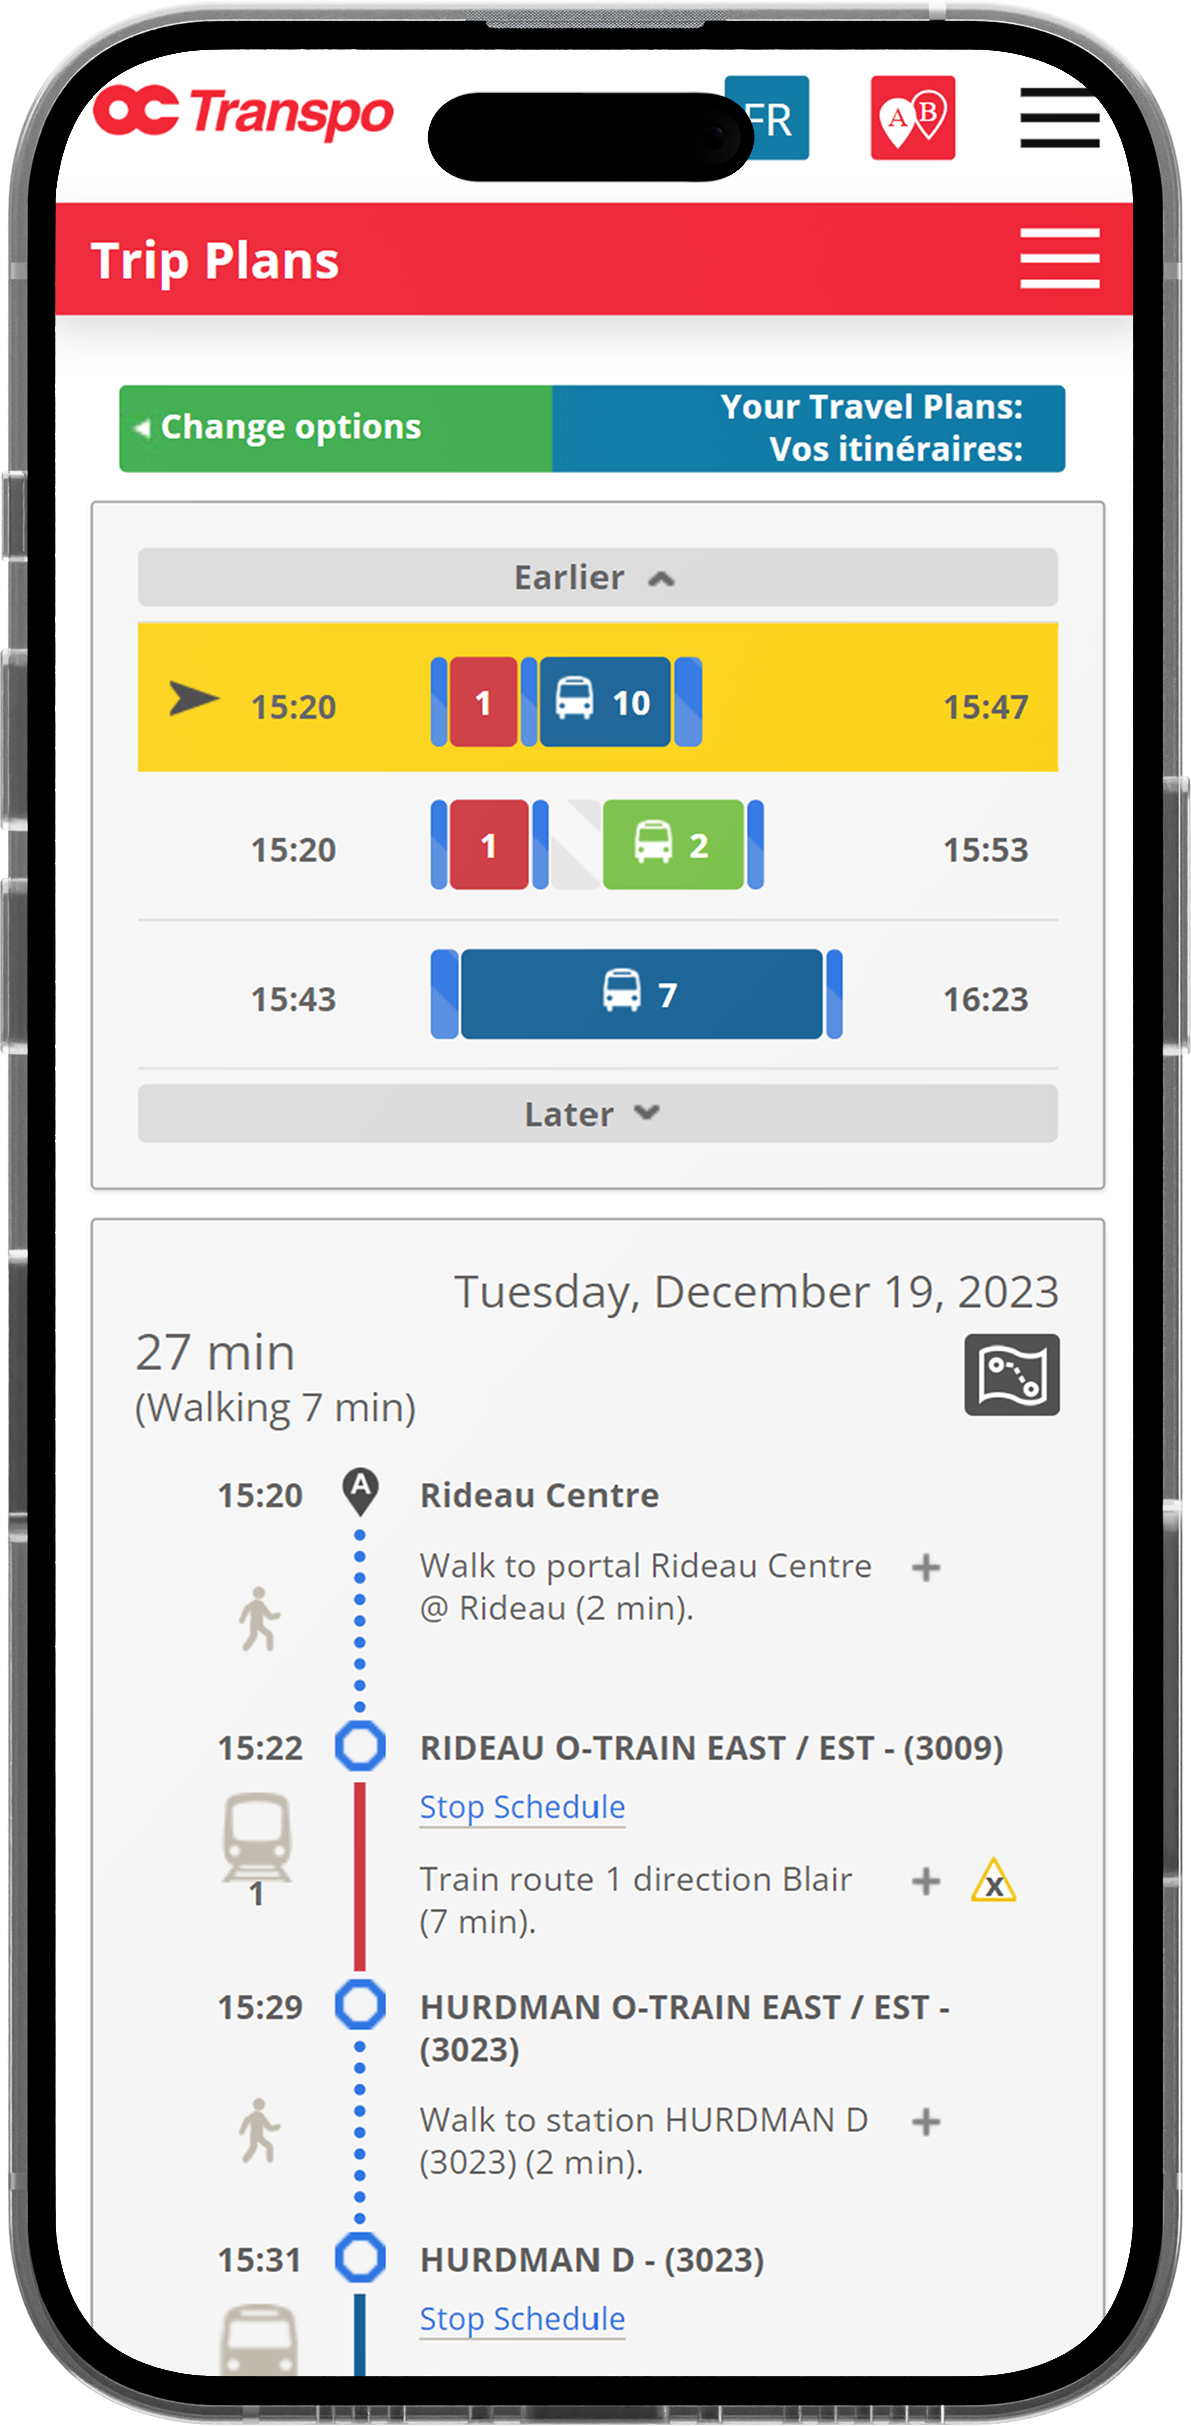 OC Transpo
FR
A B
Trip Plans
Change options
Your Travel Plans:
Vos itinéraires:
Earlier
15:20 1 10 15:47
15:20 1 2 15:53
15:43 7 16:23
Later
Tuesday, December 19, 2023
27 min
(Walking 7 min)
15:20 A Rideau Centre
Walk to portal Rideau Centre
@ Rideau (2 min).
15:22 RIDEAU O-TRAIN EAST / EST - (3009)
Stop Schedule
Train route 1 direction Blair
x
1
(7 min).
15:29 HURDMAN O-TRAIN EAST / EST -
(3023)
Walk to station HURDMAN D
(3023) (2 min).
15:31 HURDMAN D - (3023)
Stop Schedule